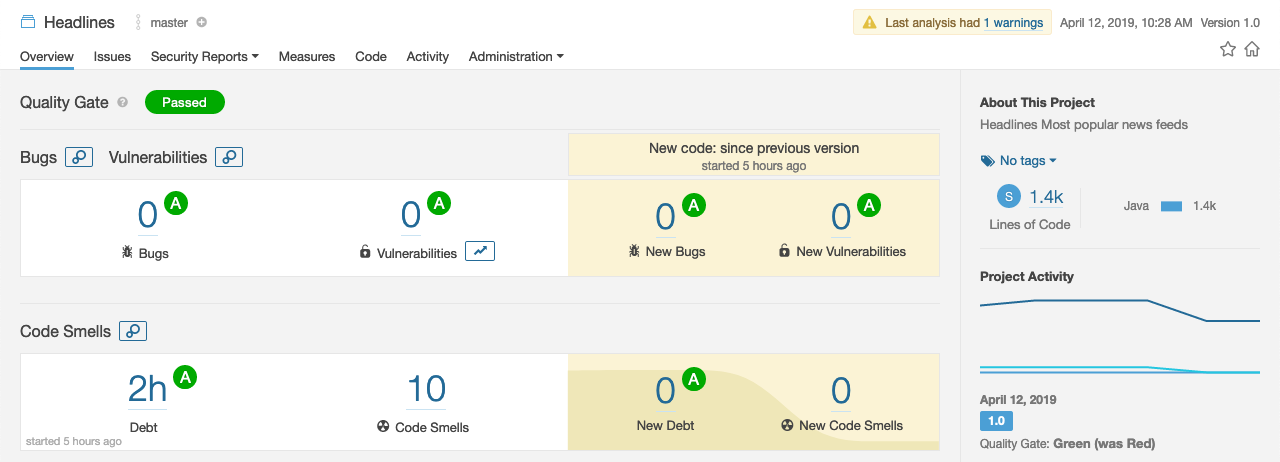 Headlines master
Last analysis had 1 warnings April 12, 2019, 10:28 AM Version 1.0
Overview Issues Security Reports Measures Code Activity Administration
Quality Gate ? Passed
Bugs Vulnerabilities
New code: since previous version
started 5 hours ago
0 A 0 A 0 A 0 A
Bugs Vulnerabilities New Bugs New Vulnerabilities
Code Smells
2h A 10 0 A 0
Debt Code Smells New Debt New Code Smells
started 5 hours ago
About This Project
Headlines Most popular news feeds
No tags
S 1.4k Java 1.4k
Lines of Code
Project Activity
April 12, 2019
1.0
Quality Gate: Green (was Red)